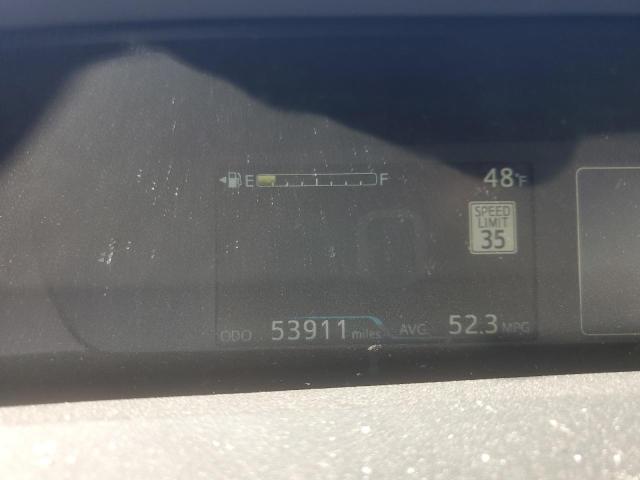 E F 48°F
SPEED
LIMIT
35
ODO 53911 miles AVG 52.3 MPG